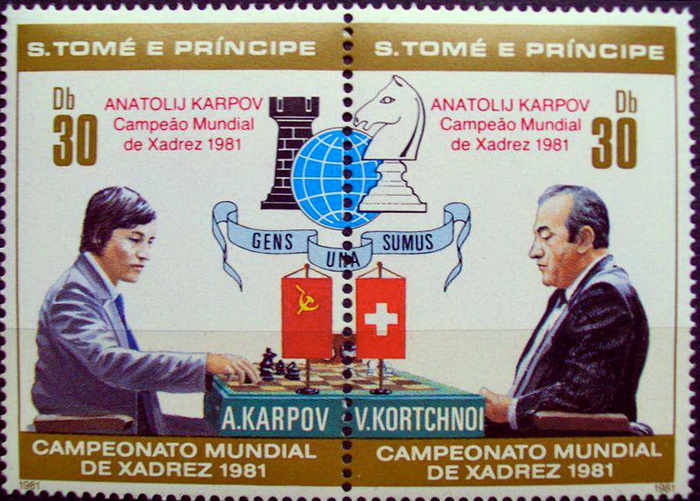 S.TOMÉ E PRÍNCIPE
Db
30
ANATOLIJ KARPOV
Campeão Mundial
de Xadrez 1981
S.TOMÉ E PRÍNCIPE
ANATOLIJ KARPOV
Campeão Mundial
de Xadrez 1981
Db
30
GENS UNA SUMUS
A.KARPOV
V.KORTCHNOI
CAMPEONATO MUNDIAL
DE XADREZ 1981
1981
CAMPEONATO MUNDIAL
DE XADREZ 1981
1981